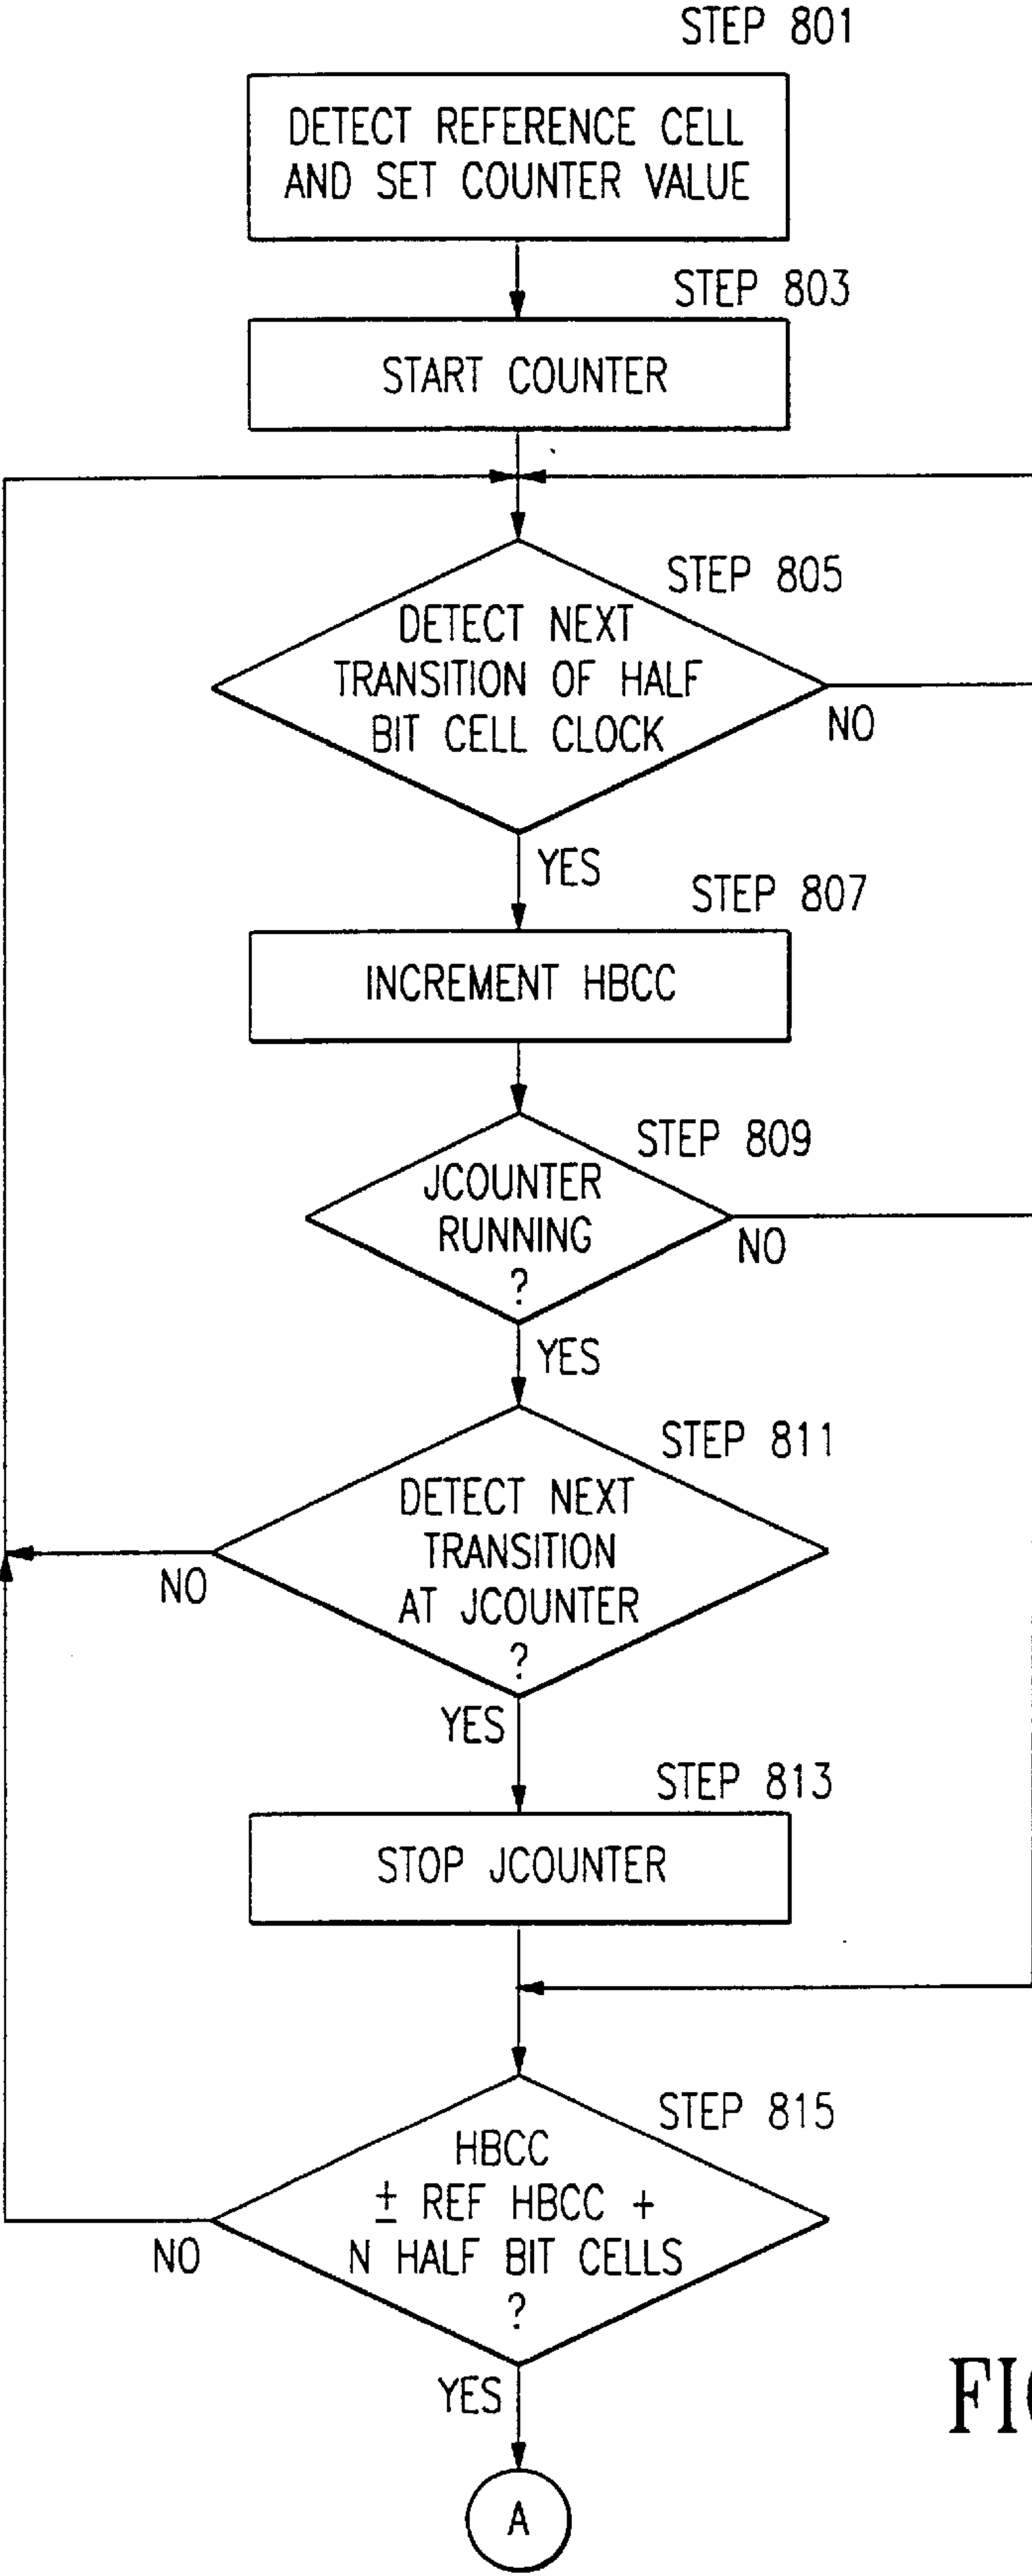 STEP 801
DETECT REFERENCE CELL
AND SET COUNTER VALUE
STEP 803
START COUNTER
STEP 805
DETECT NEXT
TRANSITION OF HALF
BIT CELL CLOCK
NO
YES
STEP 807
INCREMENT HBCC
STEP 809
JCOUNTER
RUNNING
?
NO
YES
STEP 811
DETECT NEXT
TRANSITION
AT JCOUNTER
?
NO
YES
STEP 813
STOP JCOUNTER
STEP 815
HBCC
± REF HBCC +
N HALF BIT CELLS
?
NO
YES
A